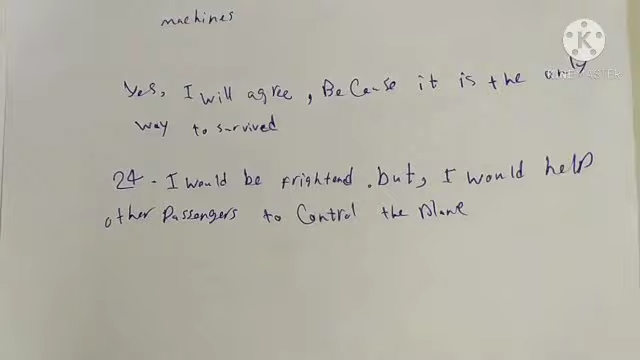 machines
Yes, I will agree, Because it is the only
way to survived
24 - I would be frightend. but, I would help
other Passengers to Control the plane
KINEMASTER